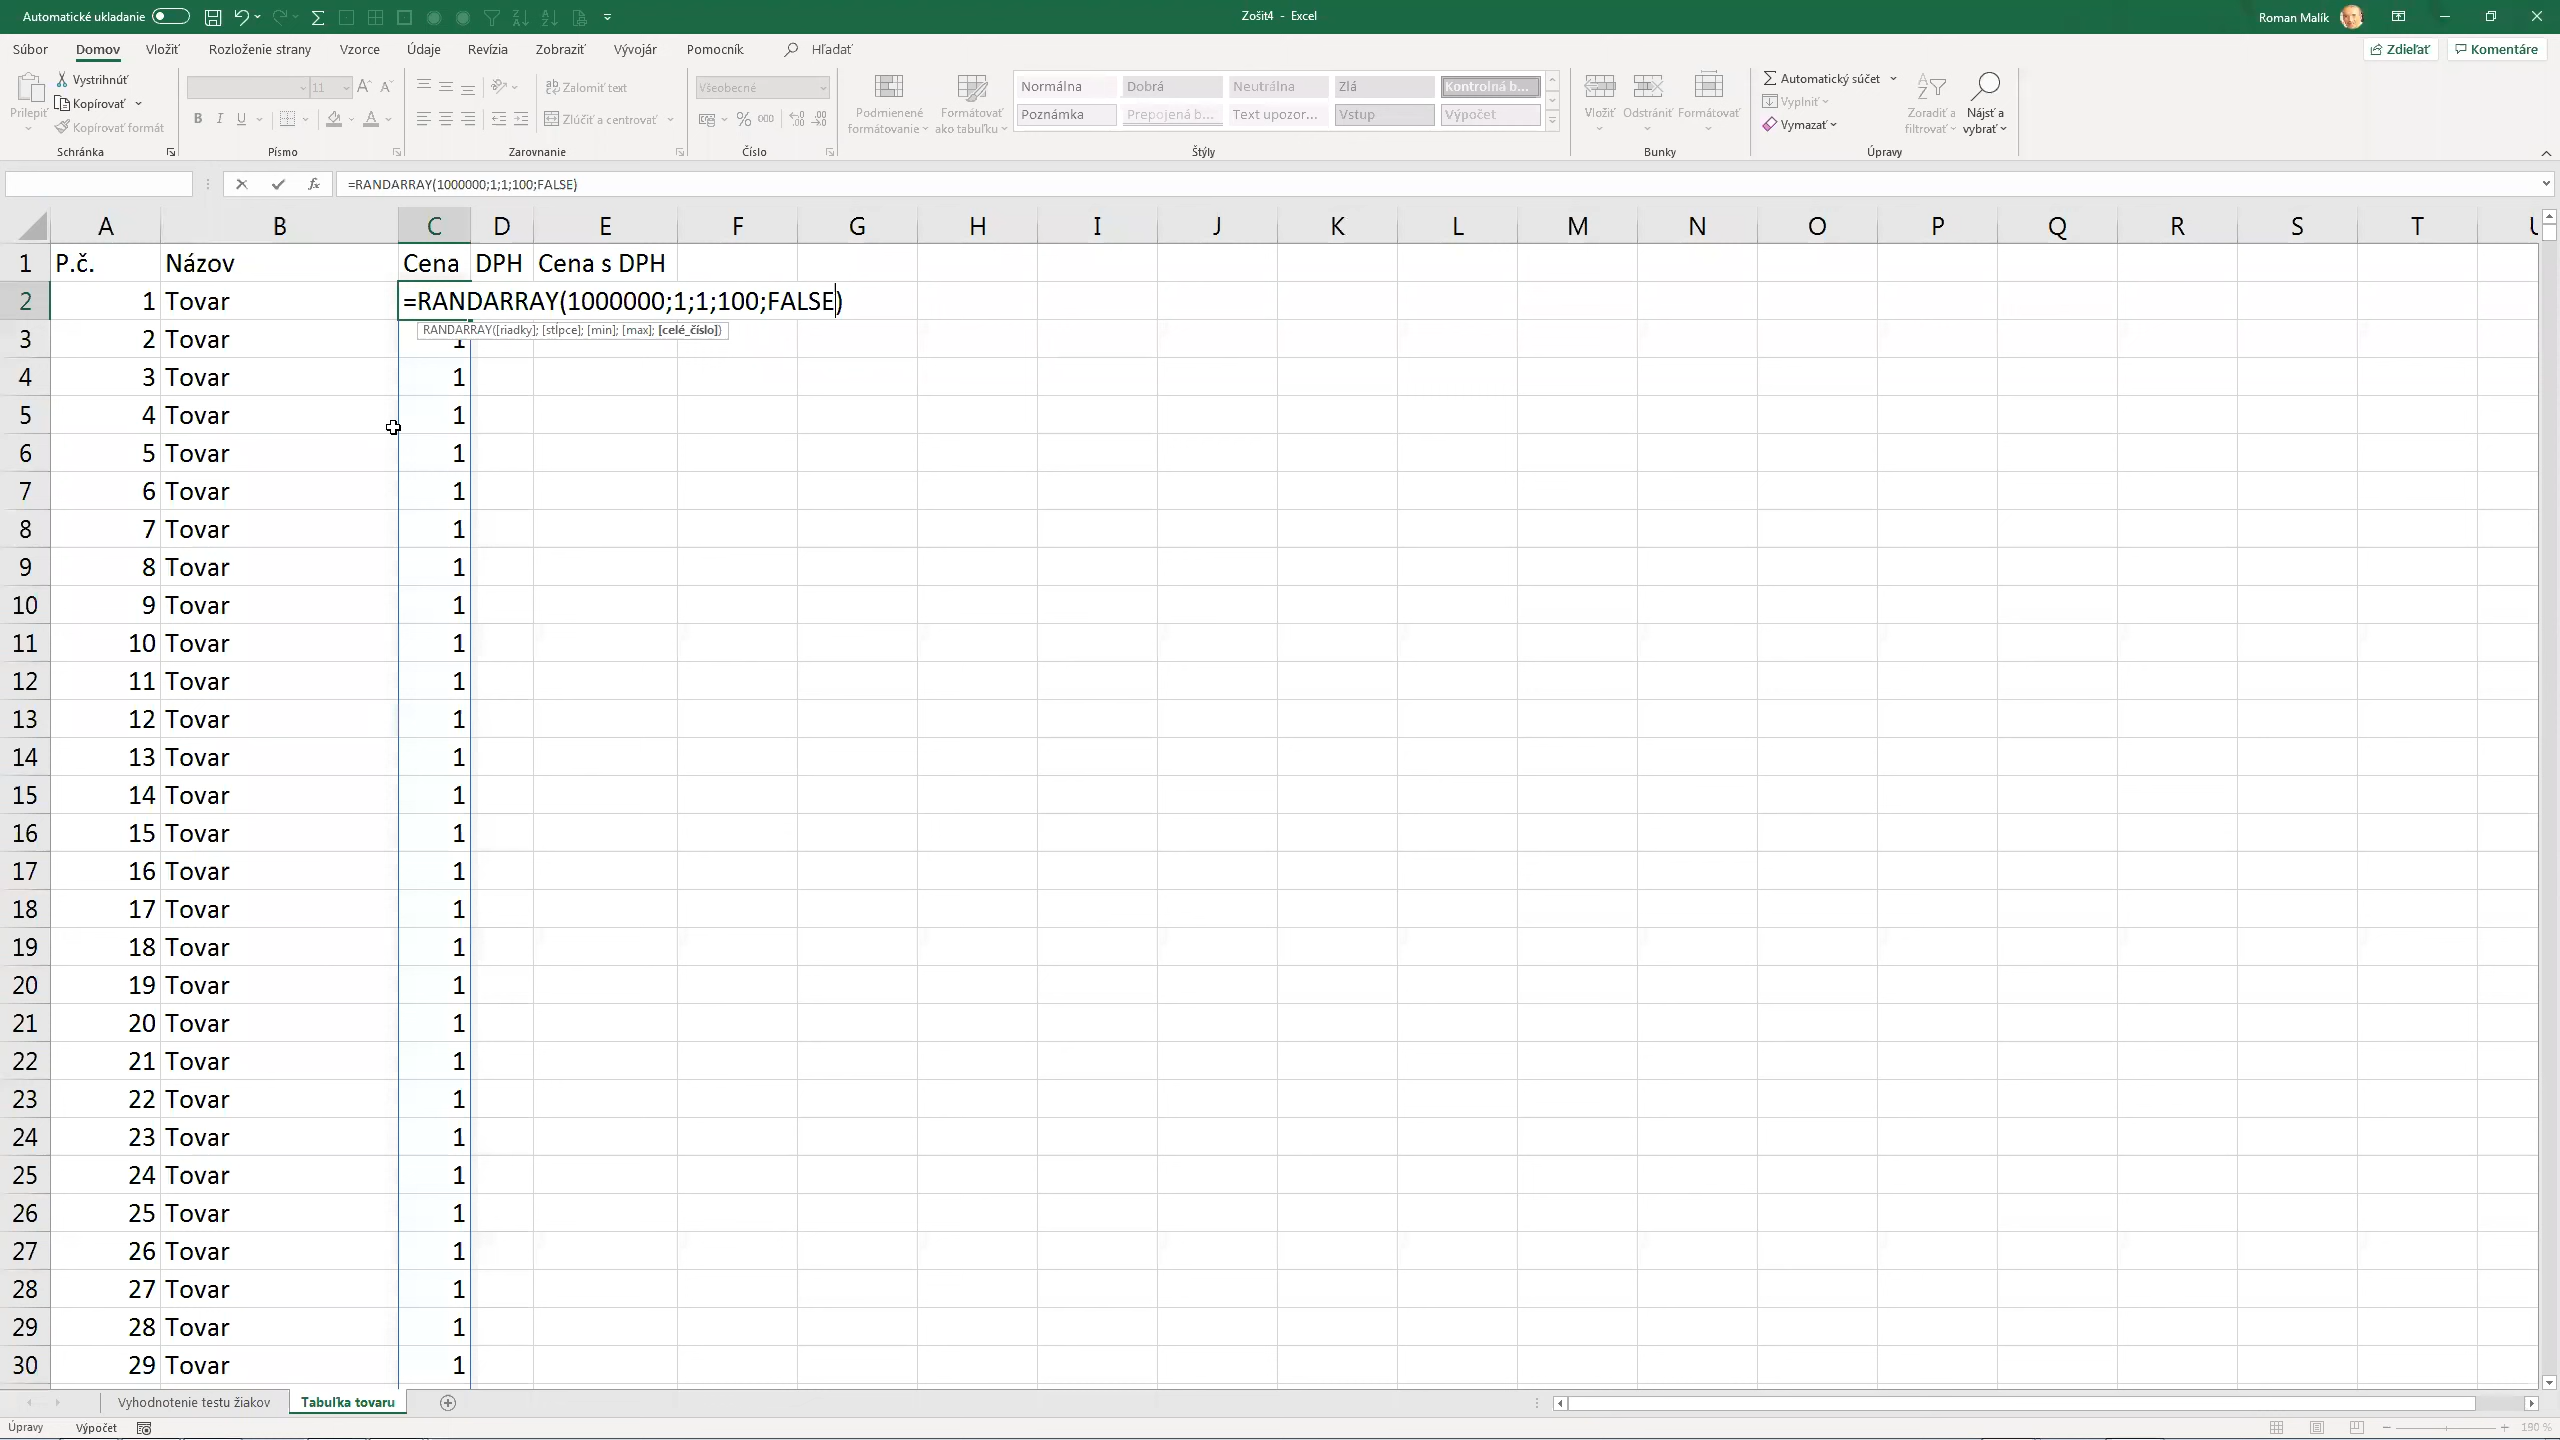 Automatické ukladanie
Zošit4 - Excel
Roman Malík
Súbor Domov Vložiť Rozloženie strany Vzorce Údaje Revízia Zobraziť Vývojár Pomocník Hľadať
Zdieľať Komentáre
Prilepiť
Vystrihnúť
Kopírovať
Kopírovať formát
Schránka
11
Písmo
Zalomiť text
Zlúčiť a centrovať
Zarovnanie
Všeobecné
Číslo
Podmienené formátovanie
Formátovať ako tabuľku
Normálna Dobrá Neutrálna Zlá Kontrolná b...
Poznámka Prepojená b... Text upozor... Vstup Výpočet
Štýly
Vložiť Odstrániť Formátovať
Bunky
Automatický súčet
Vyplniť
Vymazať
Zoradiť a filtrovať
Nájsť a vybrať
Úpravy
=RANDARRAY(1000000;1;1;100;FALSE)
A B C D E F G H I J K L M N O P Q R S T U
1 P.č. Názov Cena DPH Cena s DPH
2 1 Tovar =RANDARRAY(1000000;1;1;100;FALSE)
RANDARRAY([riadky]; [stĺpce]; [min]; [max]; [celé_číslo])
3 2 Tovar 1
4 3 Tovar 1
5 4 Tovar 1
6 5 Tovar 1
7 6 Tovar 1
8 7 Tovar 1
9 8 Tovar 1
10 9 Tovar 1
11 10 Tovar 1
12 11 Tovar 1
13 12 Tovar 1
14 13 Tovar 1
15 14 Tovar 1
16 15 Tovar 1
17 16 Tovar 1
18 17 Tovar 1
19 18 Tovar 1
20 19 Tovar 1
21 20 Tovar 1
22 21 Tovar 1
23 22 Tovar 1
24 23 Tovar 1
25 24 Tovar 1
26 25 Tovar 1
27 26 Tovar 1
28 27 Tovar 1
29 28 Tovar 1
30 29 Tovar 1
Vyhodnotenie testu žiakov Tabuľka tovaru
Úpravy Výpočet
190 %